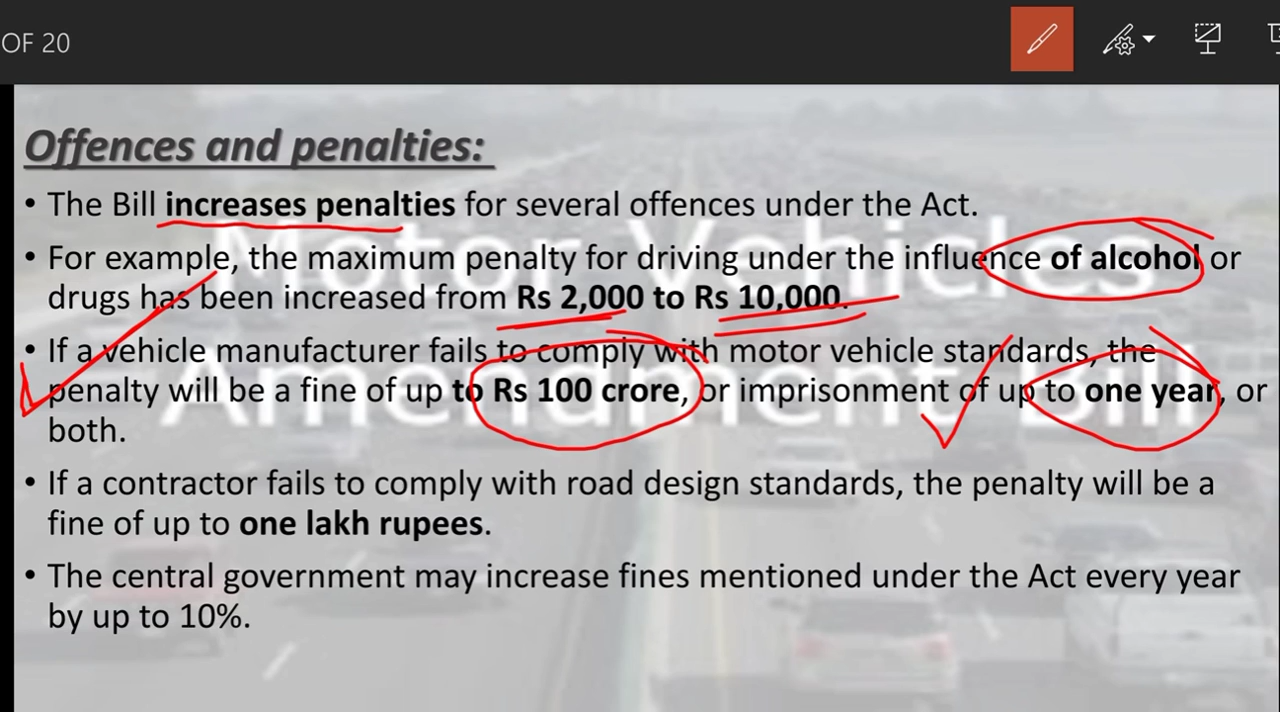 OF 20
Offences and penalties:
• The Bill increases penalties for several offences under the Act.
• For example, the maximum penalty for driving under the influence of alcohol or
drugs has been increased from Rs 2,000 to Rs 10,000.
• If a vehicle manufacturer fails to comply with motor vehicle standards, the
penalty will be a fine of up to Rs 100 crore, or imprisonment of up to one year, or
both.
• If a contractor fails to comply with road design standards, the penalty will be a
fine of up to one lakh rupees.
• The central government may increase fines mentioned under the Act every year
by up to 10%.
Motor Vehicles
Amendment Bill